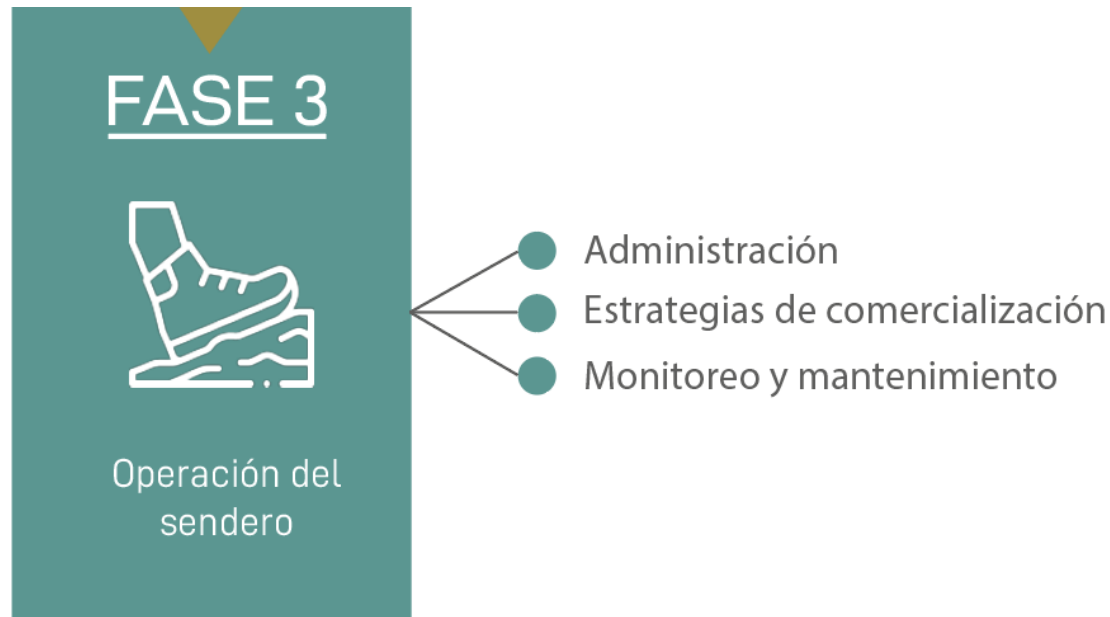 FASE 3
Operación del
sendero
Administración
Estrategias de comercialización
Monitoreo y mantenimiento